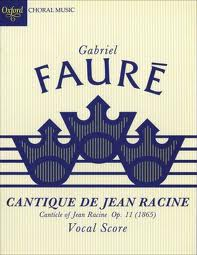 Oxford CHORAL MUSIC
Gabriel
FAURÉ
CANTIQUE DE JEAN RACINE
Canticle of Jean Racine Op. 11 (1865)
Vocal Score